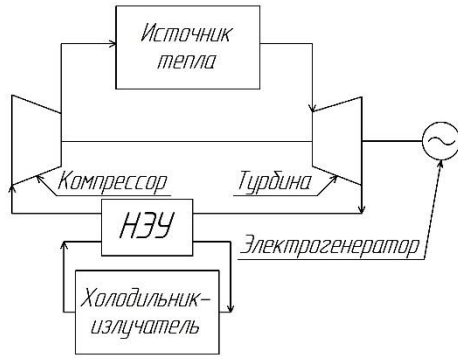 Источник
тепла
Компрессор
Турбина
НЭУ
Электрогенератор
Холодильник-
излучатель